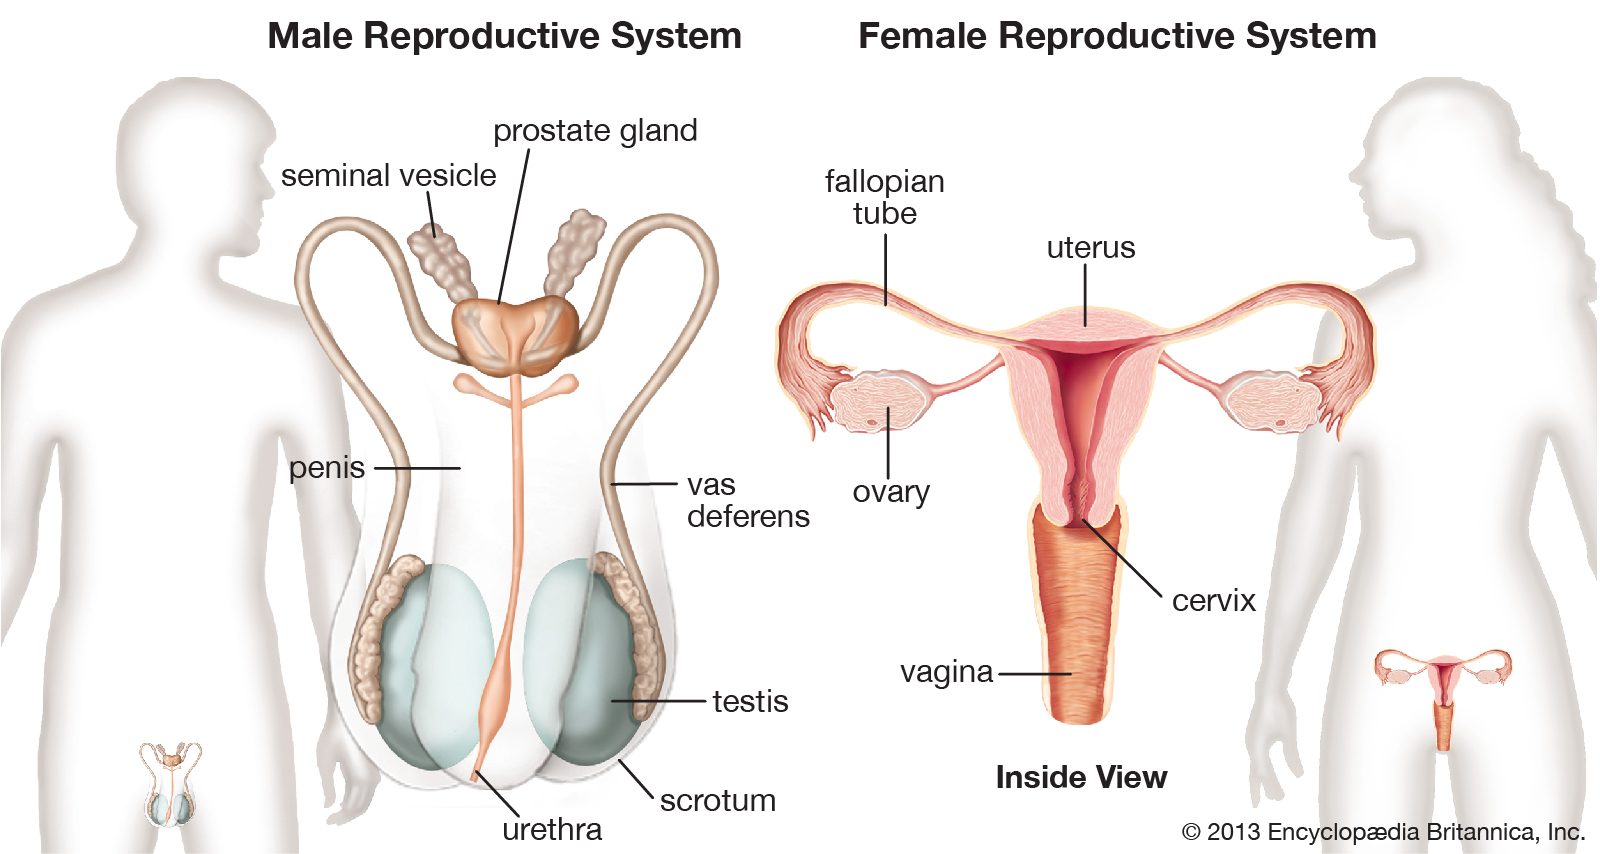 Male Reproductive System
prostate gland
seminal vesicle
penis
vas
deferens
testis
scrotum
urethra
Female Reproductive System
fallopian
tube
uterus
ovary
cervix
vagina
Inside View
© 2013 Encyclopædia Britannica, Inc.